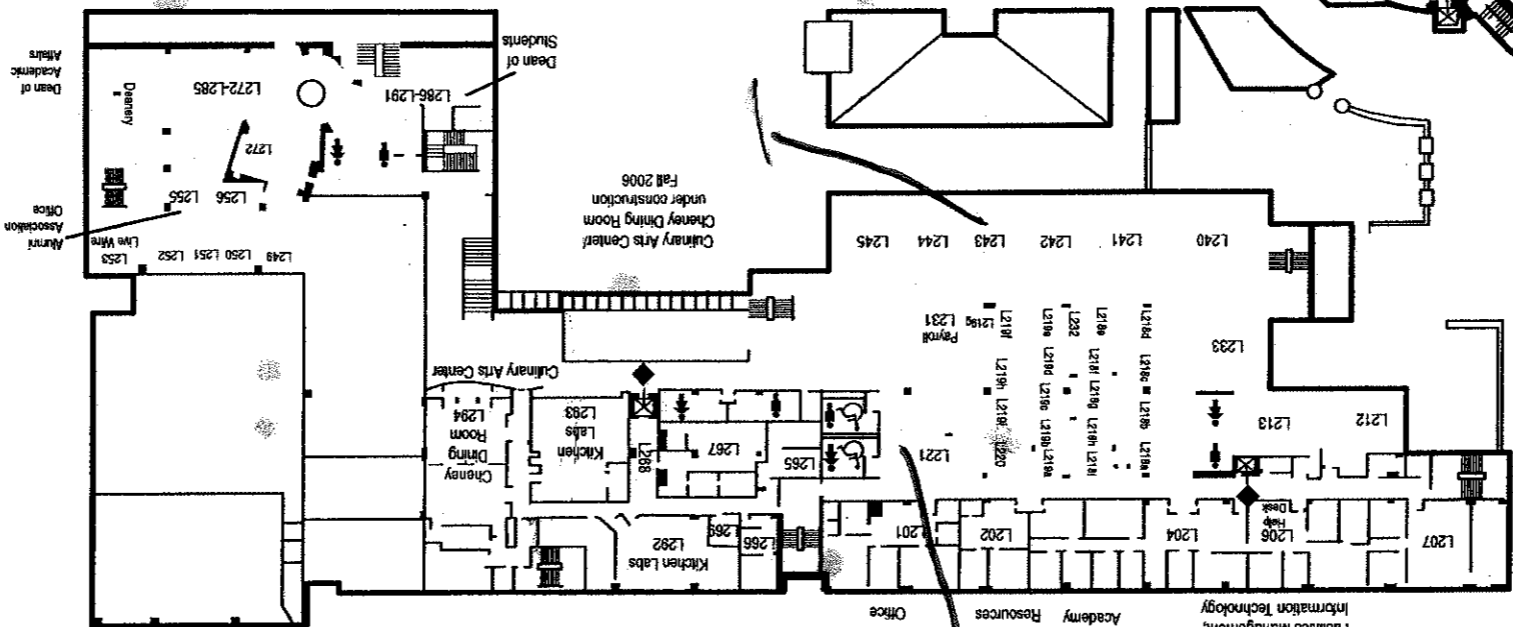 Management,
Information Technology
Academy
Resources
Office
L207
L206
Help
Desk
L204
L202
L201
L266
L269
Kitchen Labs
L292
L212
L213
L218a
L218b
L218c
L218d
L218i
L218h
L218g
L218f
L218e
L232
L219a
L219b
L219c
L219d
L219e
L220
L219i
L219h
L219f
L219g
L221
L265
L267
L268
Kitchen
Labs
L293
Cheney
Dining
Room
L294
Culinary Arts Center
L233
Payroll
L231
L240
L241
L242
L243
L244
L245
Culinary Arts Center/
Cheney Dining Room
under construction
Fall 2006
L249
L250
L251
L252
L253
Live Wire
Alumni
Association
Office
L256
L255
L272
L286-L291
Dean of
Students
L272-L285
Deanery
Dean of
Academic
Affairs